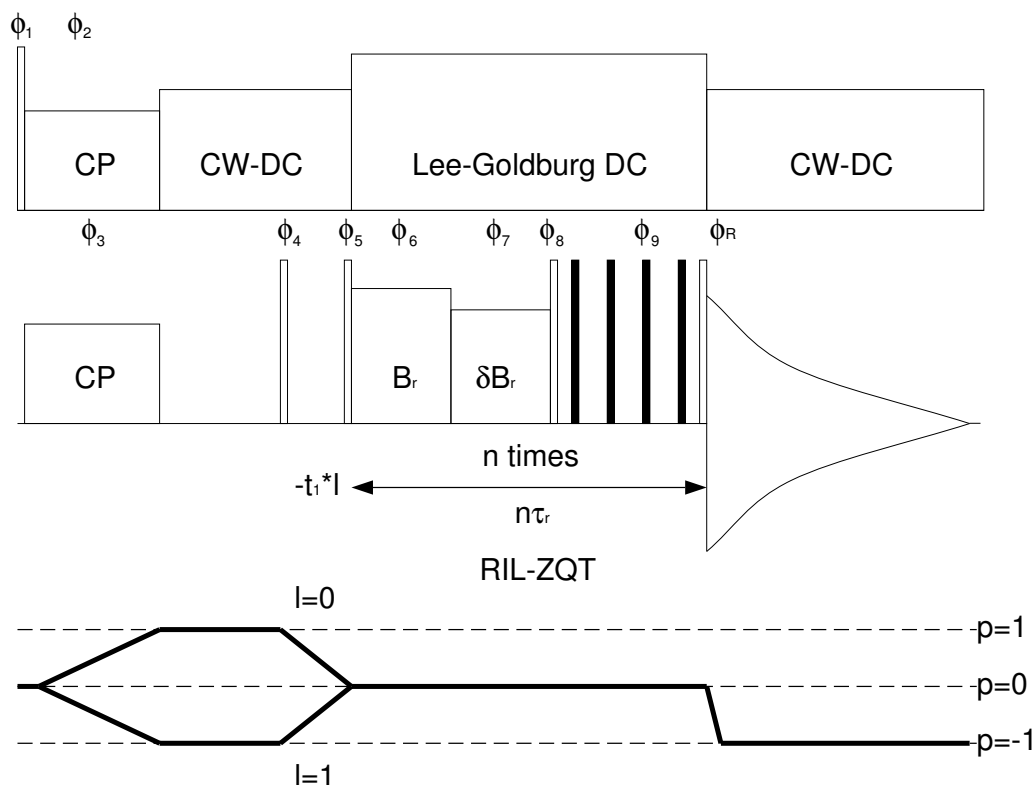 ϕ1 ϕ2
CP CW-DC Lee-Goldburg DC CW-DC
ϕ3 ϕ4 ϕ5 ϕ6 ϕ7 ϕ8 ϕ9 ϕR
CP Br δBr
n times
-t1*l
nτr
RIL-ZQT
l=0
p=1
p=0
p=-1
l=1